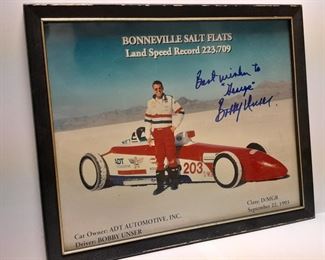 BONNEVILLE SALT FLATS
Land Speed Record 223.709
Best wishes to
"George"
Bobby Unser
ADT
203
Car Owner: ADT AUTOMOTIVE, INC.
Driver: BOBBY UNSER
Class: D/MGR
September 22, 1993